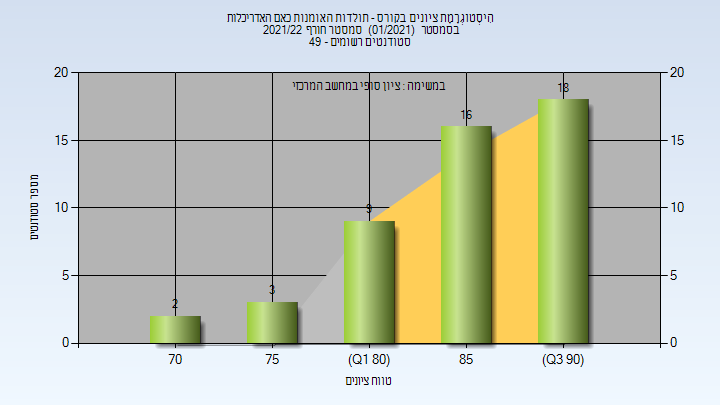 הִיסְטוֹגְרָמַת ציונים בקורס - תולדות האומנות כאם האדריכלות
בסמסטר (01/2021) סמסטר חורף 2021/22
סטודנטים רשומים - 49
במשימה : ציון סופי במחשב המרכזי
20 20
15 15
10 10
5 5
0 0
2 3 9 16 18
70 75 (Q1 80) 85 (Q3 90)
מספר סטודנטים
טווח ציונים